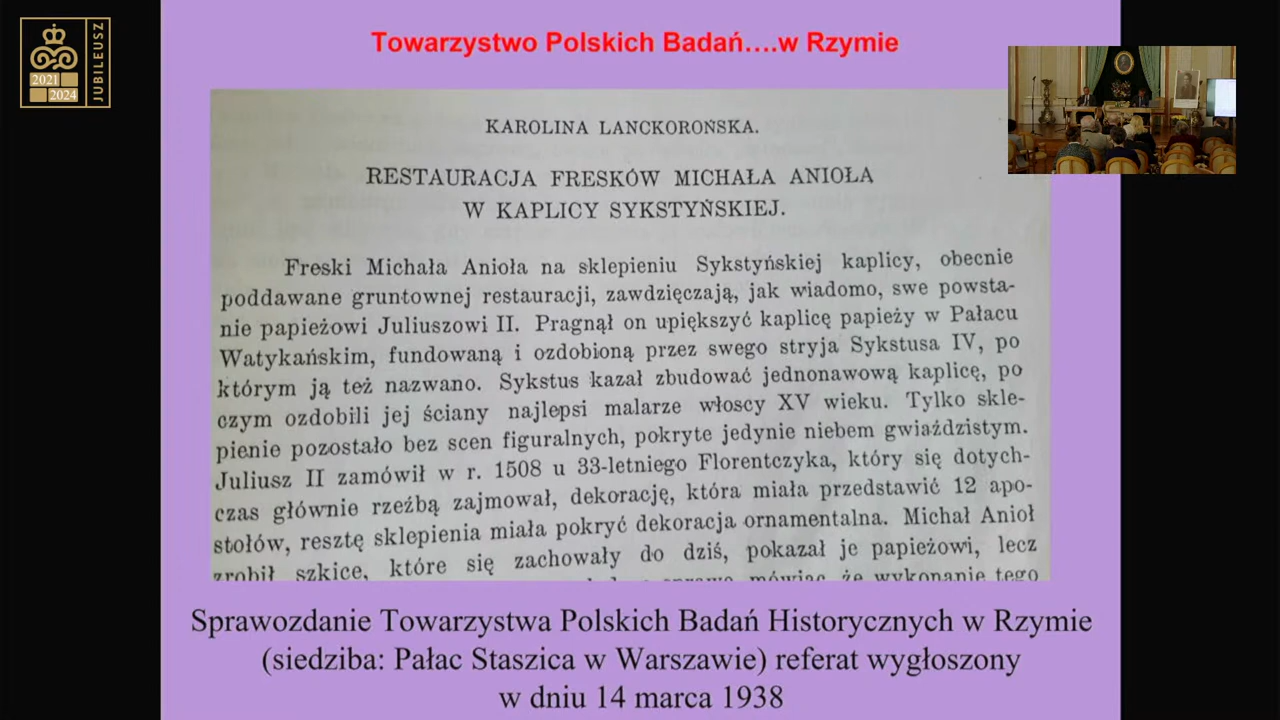 2021
2024
JUBILEUSZ
Towarzystwo Polskich Badań....w Rzymie
KAROLINA LANCKOROŃSKA.
RESTAURACJA FRESKÓW MICHAŁA ANIOŁA
W KAPLICY SYKSTYŃSKIEJ.
Freski Michała Anioła na sklepieniu Sykstyńskiej kaplicy, obecnie
poddawane gruntownej restauracji, zawdzięczają, jak wiadomo, swe powsta-
nie papieżowi Juliuszowi II. Pragnął on upiększyć kaplicę papieży w Pałacu
Watykańskim, fundowaną i ozdobioną przez swego stryja Sykstusa IV, po
którym ją też nazwano. Sykstus kazał zbudować jednonawową kaplicę, po
czym ozdobili jej ściany najlepsi malarze włoscy XV wieku. Tylko skle-
pienie pozostało bez scen figuralnych, pokryte jedynie niebem gwiaździstym.
Juliusz II zamówił w r. 1508 u 33-letniego Florentczyka, który się dotych-
czas głównie rzeźbą zajmował, dekorację, która miała przedstawić 12 apo-
stołów, resztę sklepienia miała pokryć dekoracja ornamentalna. Michał Anioł
zrobił szkice, które się zachowały do dziś, pokazał je papieżowi, lecz
mówiąc że wykonanie tego
Sprawozdanie Towarzystwa Polskich Badań Historycznych w Rzymie
(siedziba: Pałac Staszica w Warszawie) referat wygłoszony
w dniu 14 marca 1938